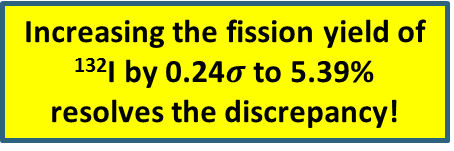 Increasing the fission yield of
¹³²I by 0.24σ to 5.39%
resolves the discrepancy!